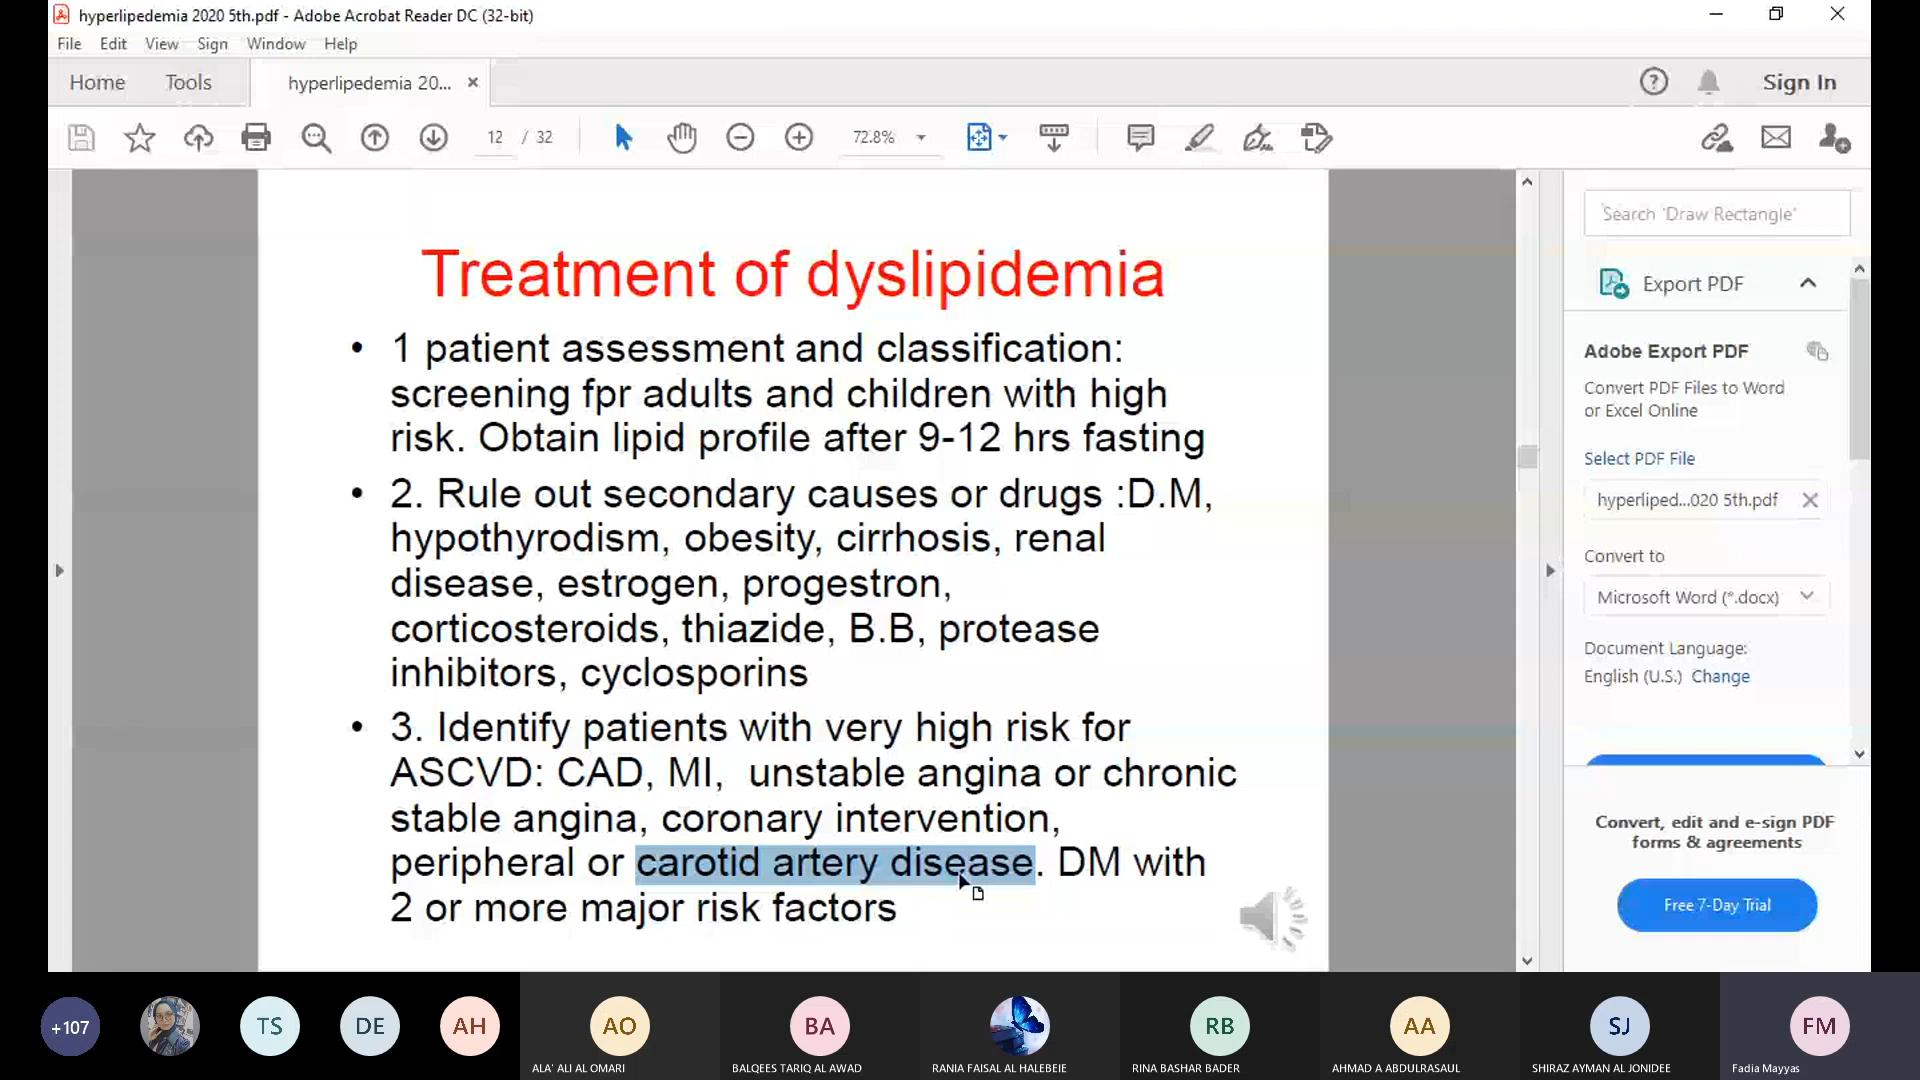 hyperlipedemia 2020 5th.pdf - Adobe Acrobat Reader DC (32-bit)
File Edit View Sign Window Help
Home Tools hyperlipedemia 20... × Sign In
12 / 32 72.8%
Treatment of dyslipidemia
• 1 patient assessment and classification:
screening fpr adults and children with high
risk. Obtain lipid profile after 9-12 hrs fasting
• 2. Rule out secondary causes or drugs :D.M,
hypothyrodism, obesity, cirrhosis, renal
disease, estrogen, progestron,
corticosteroids, thiazide, B.B, protease
inhibitors, cyclosporins
• 3. Identify patients with very high risk for
ASCVD: CAD, MI, unstable angina or chronic
stable angina, coronary intervention,
peripheral or carotid artery disease. DM with
2 or more major risk factors
Search 'Draw Rectangle'
Export PDF
Adobe Export PDF
Convert PDF Files to Word
or Excel Online
Select PDF File
hyperliped...020 5th.pdf
Convert to
Microsoft Word (*.docx)
Document Language:
English (U.S.) Change
Convert, edit and e-sign PDF
forms & agreements
Free 7-Day Trial
+107 TS DE AH AO BA RB AA SJ FM
ALA' ALI AL OMARI BALQEES TARIQ AL AWAD RANIA FAISAL AL HALEBEIE RINA BASHAR BADER AHMAD A ABDULRASAUL SHIRAZ AYMAN AL JONIDEE Fadia Mayyas